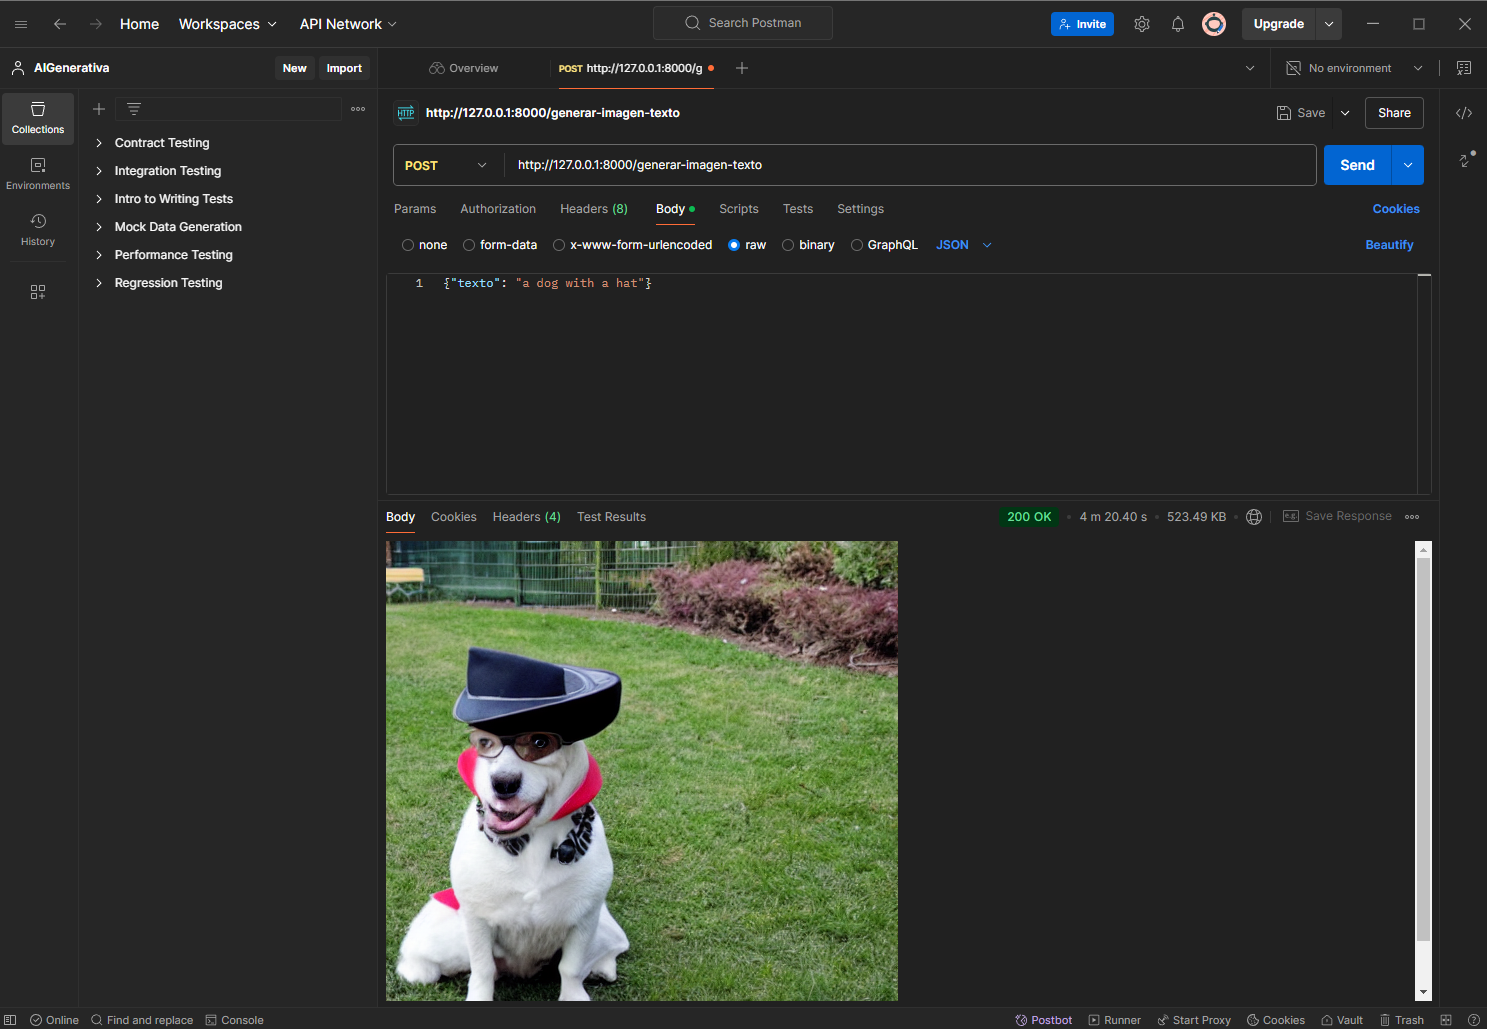 Home Workspaces API Network Search Postman Invite Upgrade
AIGenerativa New Import Overview POST http://127.0.0.1:8000/g No environment
Collections
Environments
History
Contract Testing
Integration Testing
Intro to Writing Tests
Mock Data Generation
Performance Testing
Regression Testing
HTTP http://127.0.0.1:8000/generar-imagen-texto Save Share
POST http://127.0.0.1:8000/generar-imagen-texto Send
Params Authorization Headers (8) Body Scripts Tests Settings Cookies
none form-data x-www-form-urlencoded raw binary GraphQL JSON Beautify
1 {"texto": "a dog with a hat"}
Body Cookies Headers (4) Test Results 200 OK 4 m 20.40 s 523.49 KB e.g. Save Response
Online Find and replace Console Postbot Runner Start Proxy Cookies Vault Trash